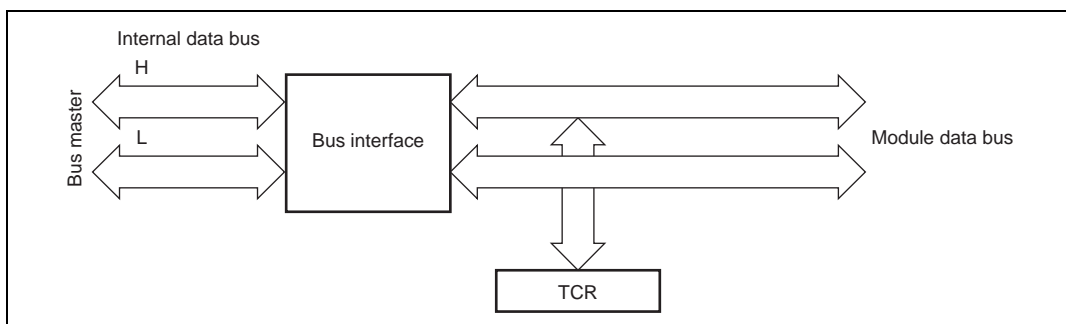 Internal data bus
H
L
Bus master
Bus interface
Module data bus
TCR